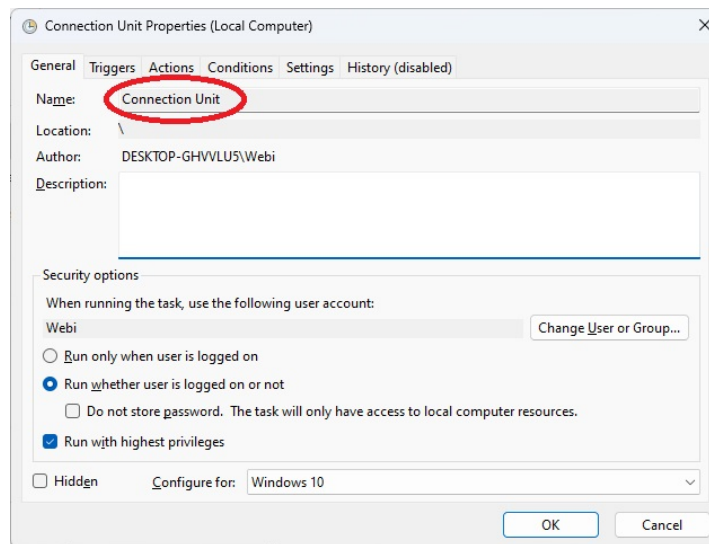 Connection Unit Properties (Local Computer)
General Triggers Actions Conditions Settings History (disabled)
Name: Connection Unit
Location: \
Author: DESKTOP-GHVVLU5\Webi
Description:
Security options
When running the task, use the following user account:
Webi Change User or Group...
Run only when user is logged on
Run whether user is logged on or not
Do not store password. The task will only have access to local computer resources.
Run with highest privileges
Hidden Configure for: Windows 10
OK Cancel